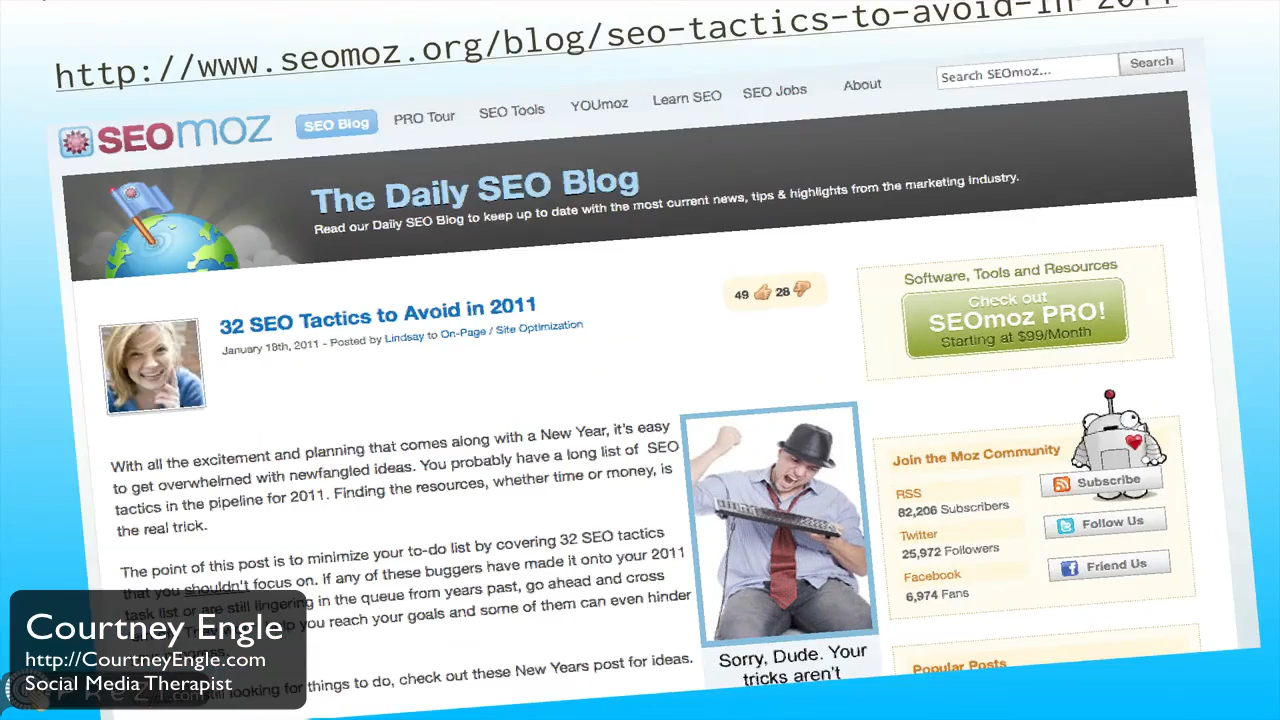 http://www.seomoz.org/blog/seo-tactics-to-avoid-in-2011
SEOmoz
SEO Blog
PRO Tour
SEO Tools
YOUmoz
Learn SEO
SEO Jobs
About
Search SEOmoz...
Search
The Daily SEO Blog
Read our Daily SEO Blog to keep up to date with the most current news, tips & highlights from the marketing industry.
32 SEO Tactics to Avoid in 2011
January 18th, 2011 - Posted by Lindsay to On-Page / Site Optimization
49 28
With all the excitement and planning that comes along with a New Year, it's easy
to get overwhelmed with newfangled ideas. You probably have a long list of SEO
tactics in the pipeline for 2011. Finding the resources, whether time or money, is
the real trick.
The point of this post is to minimize your to-do list by covering 32 SEO tactics
that you shouldn't focus on. If any of these buggers have made it onto your 2011
task list or are still lingering in the queue from years past, go ahead and cross
you reach your goals and some of them can even hinder
looking for things to do, check out these New Years post for ideas.
Sorry, Dude. Your
tricks aren't
Software, Tools and Resources
Check out
SEOmoz PRO!
Starting at $99/Month
Join the Moz Community
RSS
82,206 Subscribers
Subscribe
Twitter
25,972 Followers
Follow Us
Facebook
6,974 Fans
Friend Us
Popular Posts
Courtney Engle
http://CourtneyEngle.com
Social Media Therapist